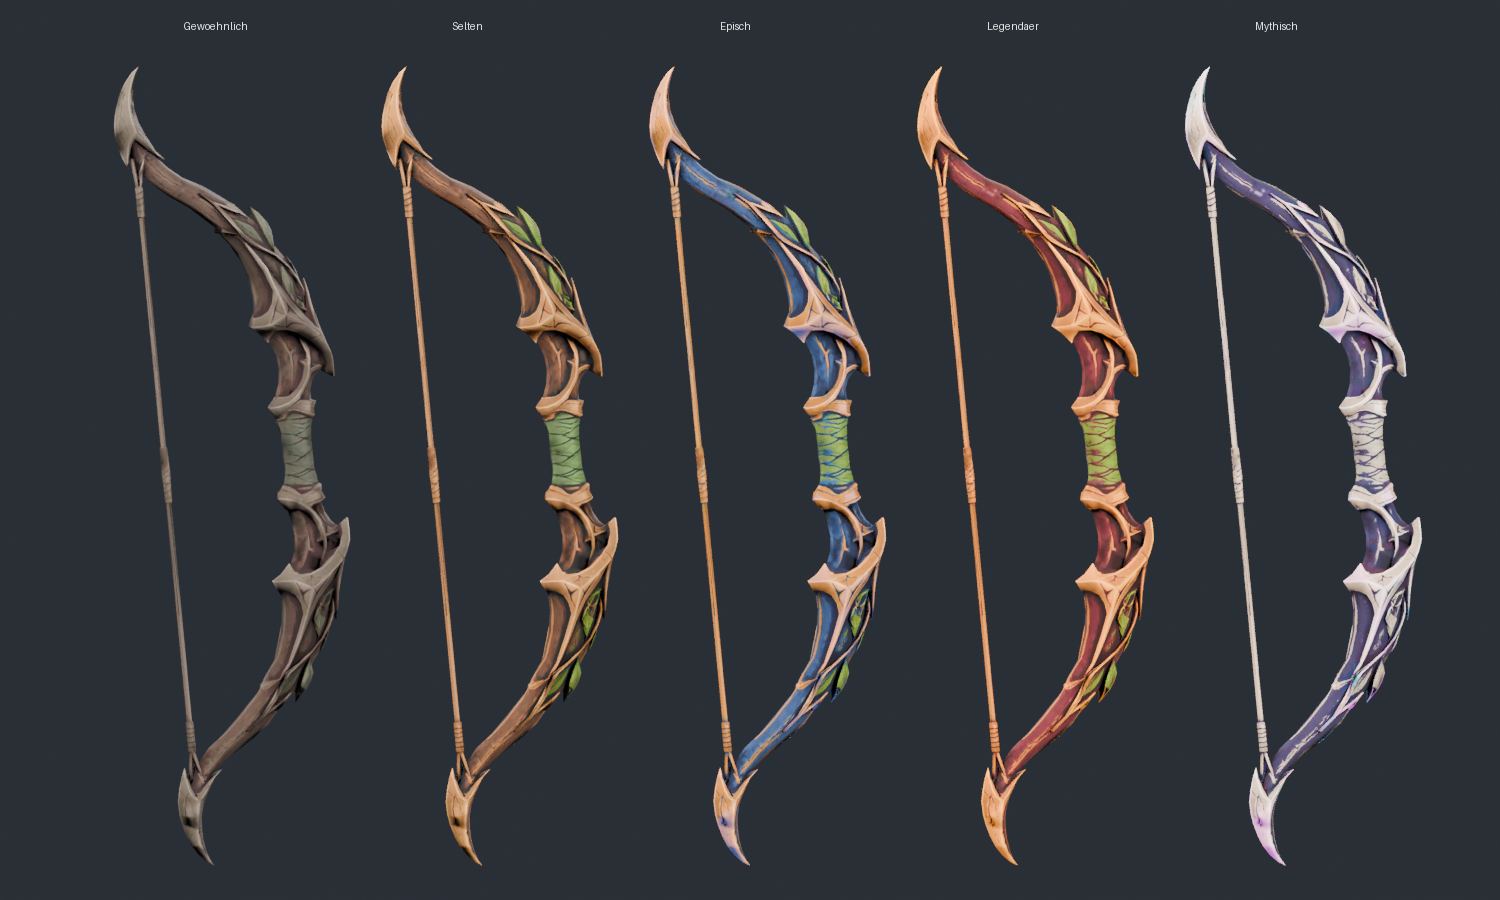 Gewoehnlich
Selten
Episch
Legendaer
Mythisch